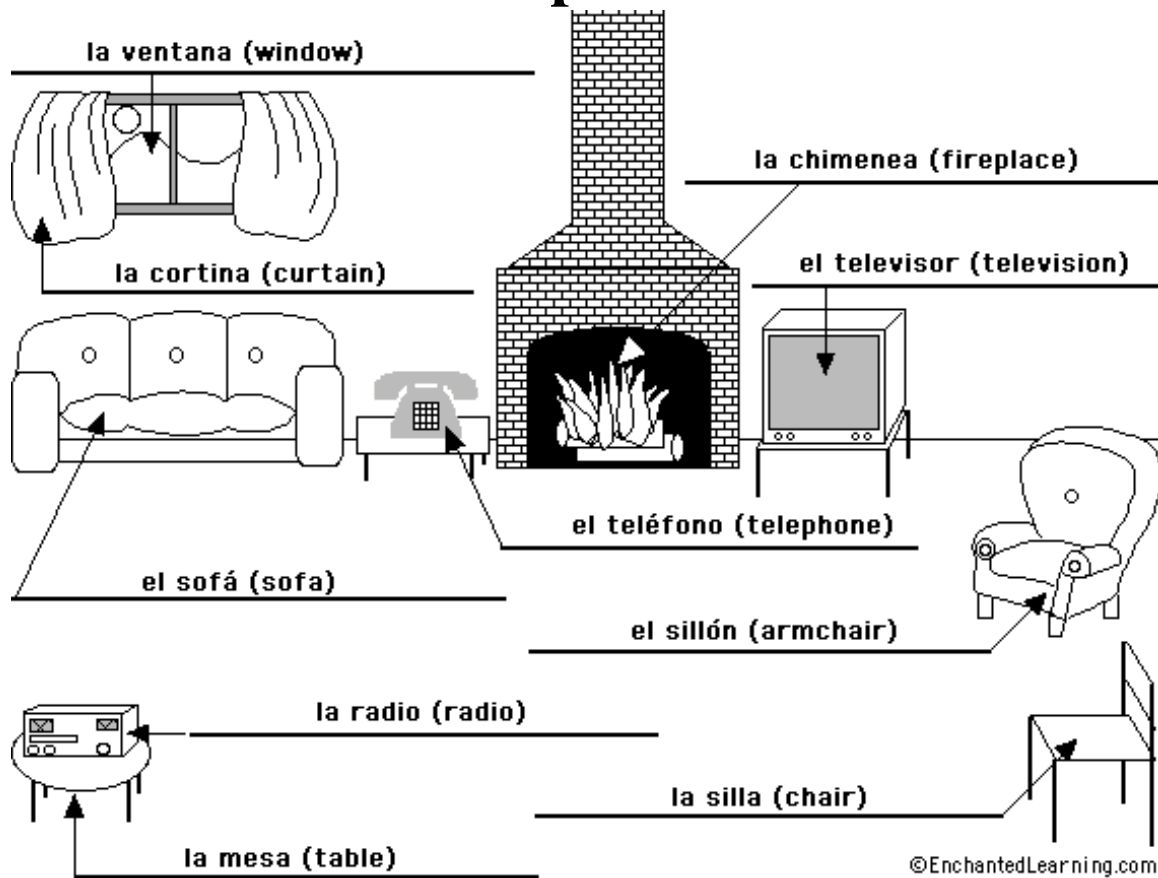 la ventana (window)
la chimenea (fireplace)
la cortina (curtain)
el televisor (television)
el teléfono (telephone)
el sofá (sofa)
el sillón (armchair)
la radio (radio)
la silla (chair)
la mesa (table)
©EnchantedLearning.com